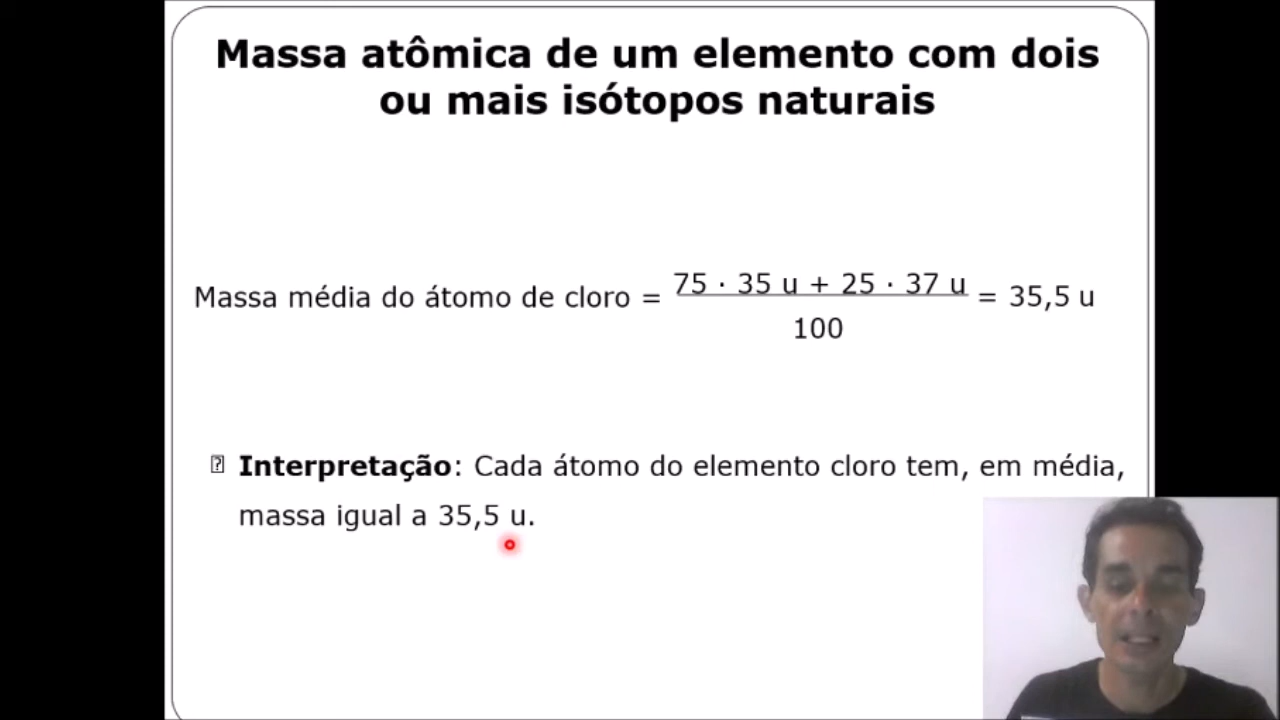 Massa atômica de um elemento com dois
ou mais isótopos naturais
75 · 35 u + 25 · 37 u
Massa média do átomo de cloro = = 35,5 u
100
Interpretação: Cada átomo do elemento cloro tem, em média,
massa igual a 35,5 u.